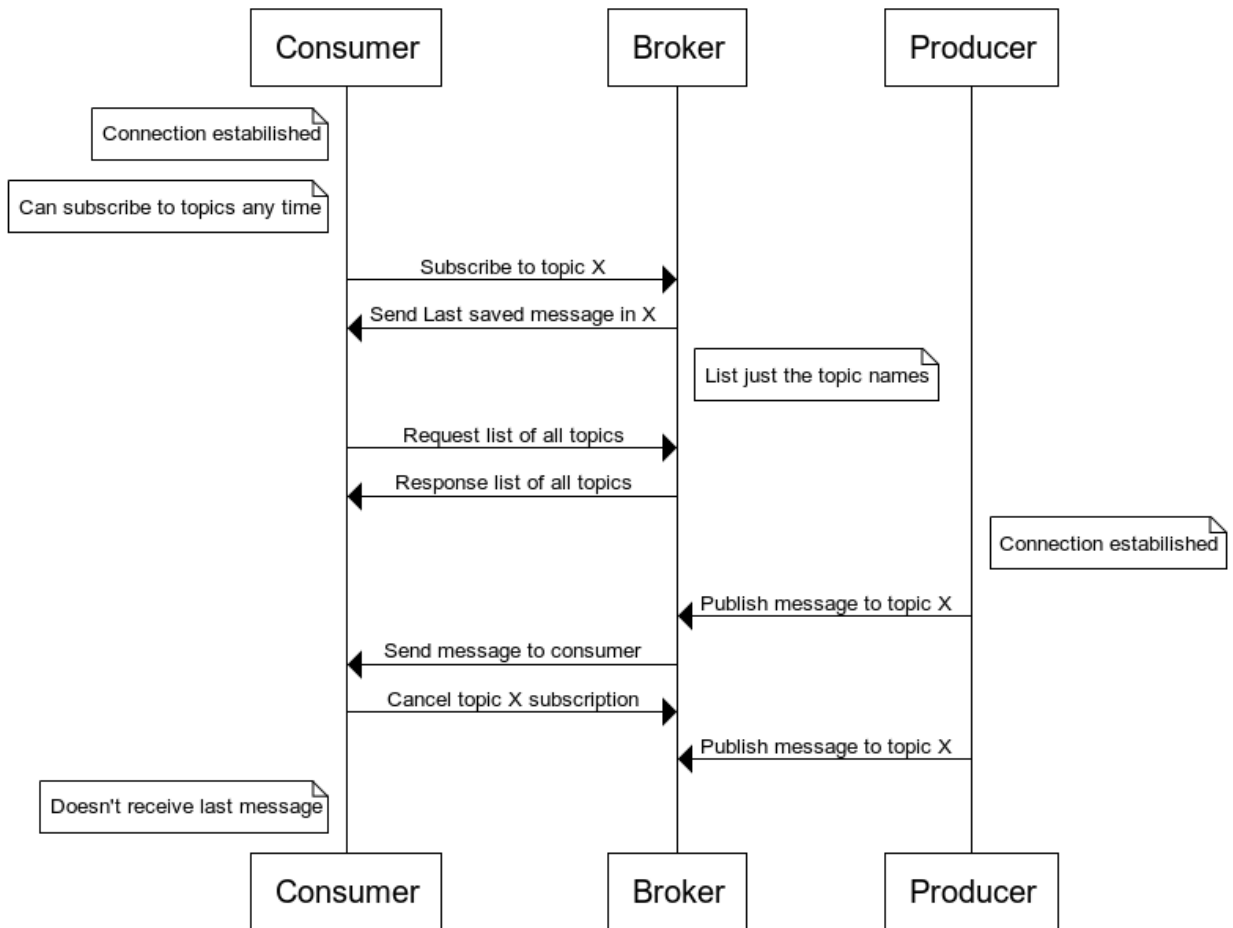 Consumer
Broker
Producer
Connection estabilished
Can subscribe to topics any time
Subscribe to topic X
Send Last saved message in X
List just the topic names
Request list of all topics
Response list of all topics
Connection estabilished
Publish message to topic X
Send message to consumer
Cancel topic X subscription
Publish message to topic X
Doesn't receive last message
Consumer
Broker
Producer